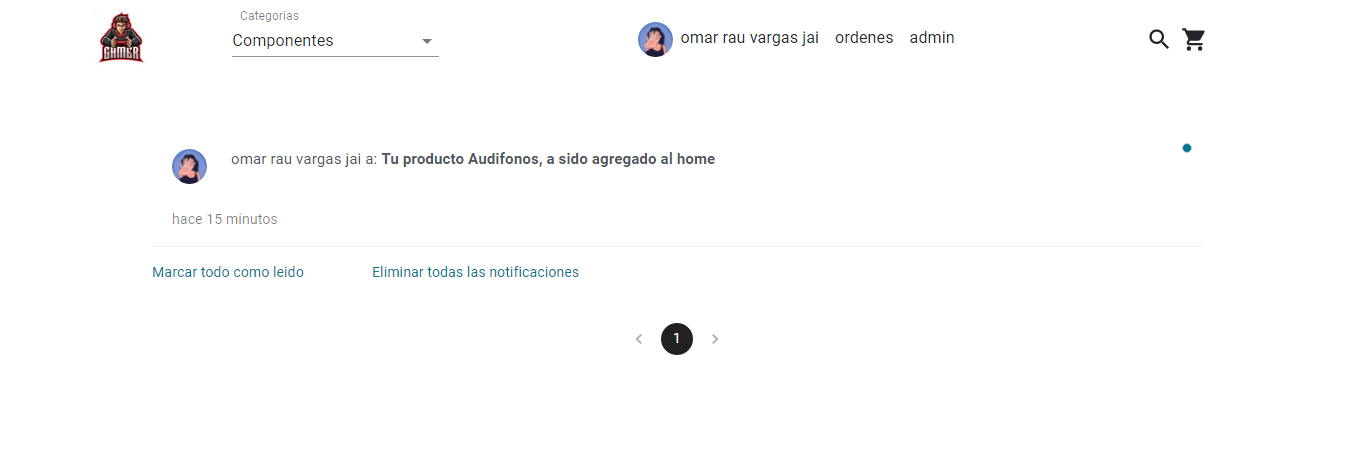 Categorias
GAMER
Componentes
omar rau vargas jai ordenes admin
omar rau vargas jai a: Tu producto Audifonos, a sido agregado al home
hace 15 minutos
Marcar todo como leido Eliminar todas las notificaciones
1